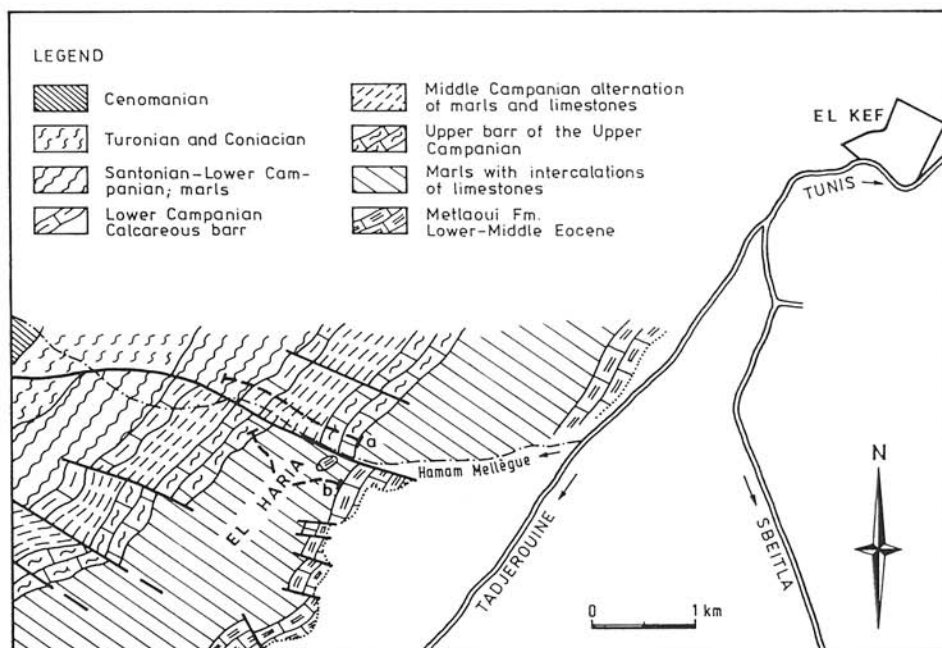 LEGEND
Cenomanian
Turonian and Coniacian
Santonian-Lower Cam-
panian; marls
Lower Campanian
Calcareous barr
Middle Campanian alternation
of marls and limestones
Upper barr of the Upper
Campanian
Marls with intercalations
of limestones
Metlaoui Fm.
Lower-Middle Eocene
EL KEF
TUNIS
a
Hamam Mellègue
b
EL HARIA
TADJEROUINE
SBEITLA
N
0 1 km